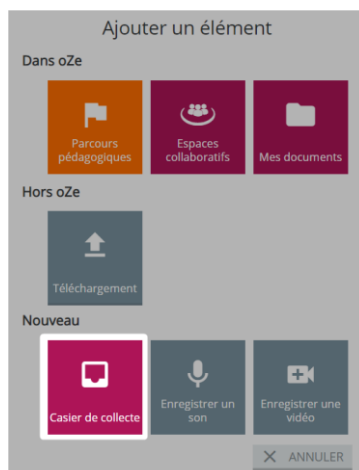 Ajouter un élément
Dans oZe
Parcours
pédagogiques
Espaces
collaboratifs
Mes documents
Hors oZe
Téléchargement
Nouveau
Casier de collecte
Enregistrer un
son
Enregistrer une
vidéo
ANNULER